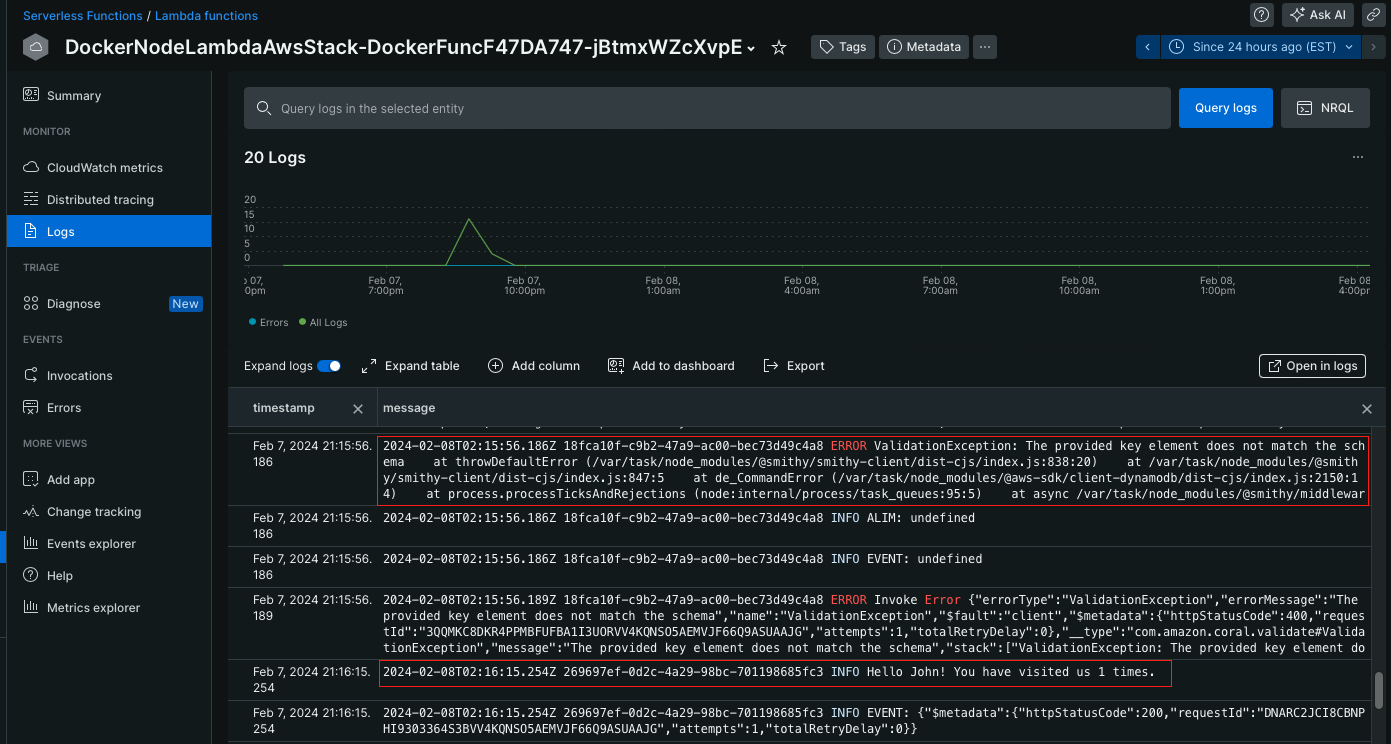 Serverless Functions / Lambda functions
Ask AI
DockerNodeLambdaAwsStack-DockerFuncF47DA747-jBtmxWZcXvpE
Tags
Metadata
Since 24 hours ago (EST)
Summary
MONITOR
CloudWatch metrics
Distributed tracing
Logs
TRIAGE
Diagnose New
EVENTS
Invocations
Errors
MORE VIEWS
Add app
Change tracking
Events explorer
Help
Metrics explorer
Query logs in the selected entity
Query logs
NRQL
20 Logs
20
15
10
5
0
b 07,
0pm
Feb 07,
7:00pm
Feb 07,
10:00pm
Feb 08,
1:00am
Feb 08,
4:00am
Feb 08,
7:00am
Feb 08,
10:00am
Feb 08,
1:00pm
Feb 08
4:00pm
Errors All Logs
Expand logs Expand table Add column Add to dashboard Export Open in logs
timestamp message
Feb 7, 2024 21:15:56.
186
2024-02-08T02:15:56.186Z 18fca10f-c9b2-47a9-ac00-bec73d49c4a8 ERROR ValidationException: The provided key element does not match the sch
ema at throwDefaultError (/var/task/node_modules/@smithy/smithy-client/dist-cjs/index.js:838:20) at /var/task/node_modules/@smith
y/smithy-client/dist-cjs/index.js:847:5 at de_CommandError (/var/task/node_modules/@aws-sdk/client-dynamodb/dist-cjs/index.js:2150:1
4) at process.processTicksAndRejections (node:internal/process/task_queues:95:5) at async /var/task/node_modules/@smithy/middlewar
Feb 7, 2024 21:15:56.
186
2024-02-08T02:15:56.186Z 18fca10f-c9b2-47a9-ac00-bec73d49c4a8 INFO ALIM: undefined
Feb 7, 2024 21:15:56.
186
2024-02-08T02:15:56.186Z 18fca10f-c9b2-47a9-ac00-bec73d49c4a8 INFO EVENT: undefined
Feb 7, 2024 21:15:56.
189
2024-02-08T02:15:56.189Z 18fca10f-c9b2-47a9-ac00-bec73d49c4a8 ERROR Invoke Error {"errorType":"ValidationException","errorMessage":"The
provided key element does not match the schema","name":"ValidationException","$fault":"client","$metadata":{"httpStatusCode":400,"reques
tId":"3QQMKC8DKR4PPMBFUFBA1I3UORVV4KQNSO5AEMVJF66Q9ASUAAJG","attempts":1,"totalRetryDelay":0},"__type":"com.amazon.coral.validate#Valida
tionException","message":"The provided key element does not match the schema","stack":["ValidationException: The provided key element do
Feb 7, 2024 21:16:15.
254
2024-02-08T02:16:15.254Z 269697ef-0d2c-4a29-98bc-701198685fc3 INFO Hello John! You have visited us 1 times.
Feb 7, 2024 21:16:15.
254
2024-02-08T02:16:15.254Z 269697ef-0d2c-4a29-98bc-701198685fc3 INFO EVENT: {"$metadata":{"httpStatusCode":200,"requestId":"DNARC2JCI8CBNP
HI9303364S3BVV4KQNSO5AEMVJF66Q9ASUAAJG","attempts":1,"totalRetryDelay":0}}